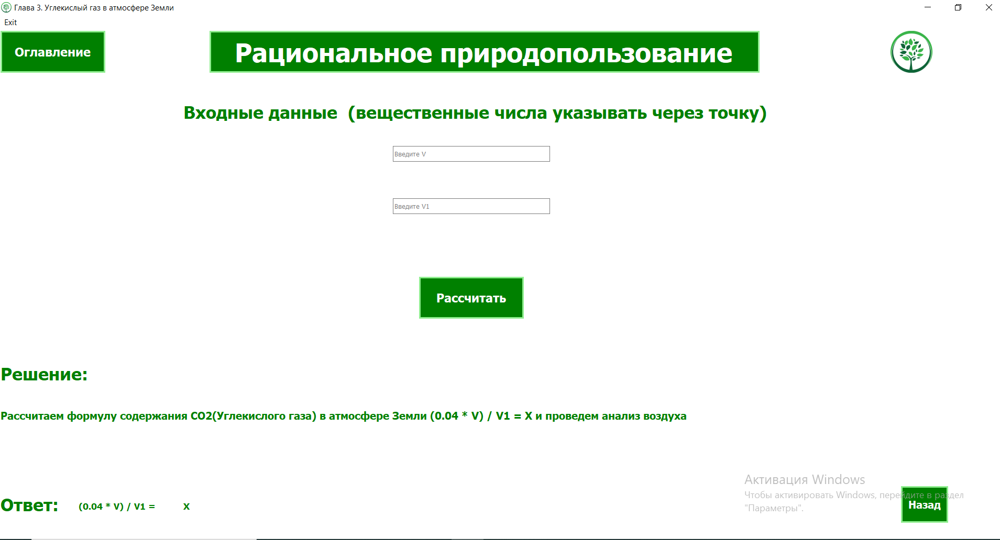 Глава 3. Углекислый газ в атмосфере Земли
Exit
Оглавление
Рациональное природопользование
Входные данные (вещественные числа указывать через точку)
Введите V
Введите V1
Рассчитать
Решение:
Рассчитаем формулу содержания CO2(Углекислого газа) в атмосфере Земли (0.04 * V) / V1 = X и проведем анализ воздуха
Активация Windows
Чтобы активировать Windows, перейдите в раздел
"Параметры".
Назад
Ответ: (0.04 * V) / V1 = X